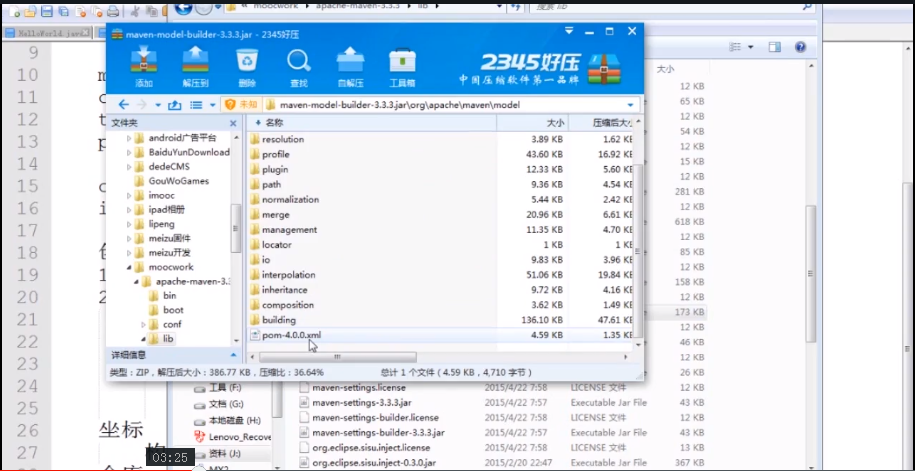 moocwork ▸ apache-maven-3.3.3 ▸ lib ▸
搜索 lib
HelloWorld.java
maven-model-builder-3.3.3.jar - 2345好压
添加
解压到
删除
查找
自解压
工具箱
2345好压
中国压缩软件第一品牌
未知
maven-model-builder-3.3.3.jar\org\apache\maven\model
文件夹
名称
大小
压缩后大小
android广告平台
BaiduYunDownload
dedeCMS
GouWoGames
imooc
ipad相册
lipeng
meizu固件
meizu开发
moocwork
apache-maven-3.3
bin
boot
conf
lib
详细信息
resolution 3.89 KB 1.62 KB
profile 43.60 KB 16.92 KB
plugin 12.33 KB 5.60 KB
path 9.36 KB 4.54 KB
normalization 5.44 KB 2.42 KB
merge 20.96 KB 6.61 KB
management 11.35 KB 4.70 KB
locator 1 KB 1 KB
io 9.83 KB 3.96 KB
interpolation 51.06 KB 19.84 KB
inheritance 9.72 KB 4.16 KB
composition 3.62 KB 1.49 KB
building 136.10 KB 47.61 KB
pom-4.0.0.xml 4.59 KB 1.35 KB
类型：ZIP，解压后大小：386.77 KB，压缩比：36.64%
总计 1 个文件（4.59 KB，4,710 字节）
大小
12 KB
65 KB
12 KB
54 KB
12 KB
15 KB
12 KB
281 KB
12 KB
618 KB
12 KB
85 KB
12 KB
158 KB
12 KB
173 KB
12 KB
46 KB
12 KB
26 KB
工具 (F:)
文档 (G:)
本地磁盘 (H:)
Lenovo_Recove
资料 (J:)
MX2
maven-settings.license 2015/4/22 7:58 LICENSE 文件 12 KB
maven-settings-3.3.3.jar 2015/4/22 7:57 Executable Jar File 43 KB
maven-settings-builder.license 2015/4/22 7:58 LICENSE 文件 12 KB
maven-settings-builder-3.3.3.jar 2015/4/22 7:57 Executable Jar File 43 KB
org.eclipse.sisu.inject.license 2015/4/22 7:58 LICENSE 文件 13 KB
org.eclipse.sisu.inject-0.3.0.jar 2015/2/20 22:47 Executable Jar File 367 KB
9
10
11
12
13
14
15
16
17
18
19
20
21
22
23
24
25
26
27
坐标
构
03:25